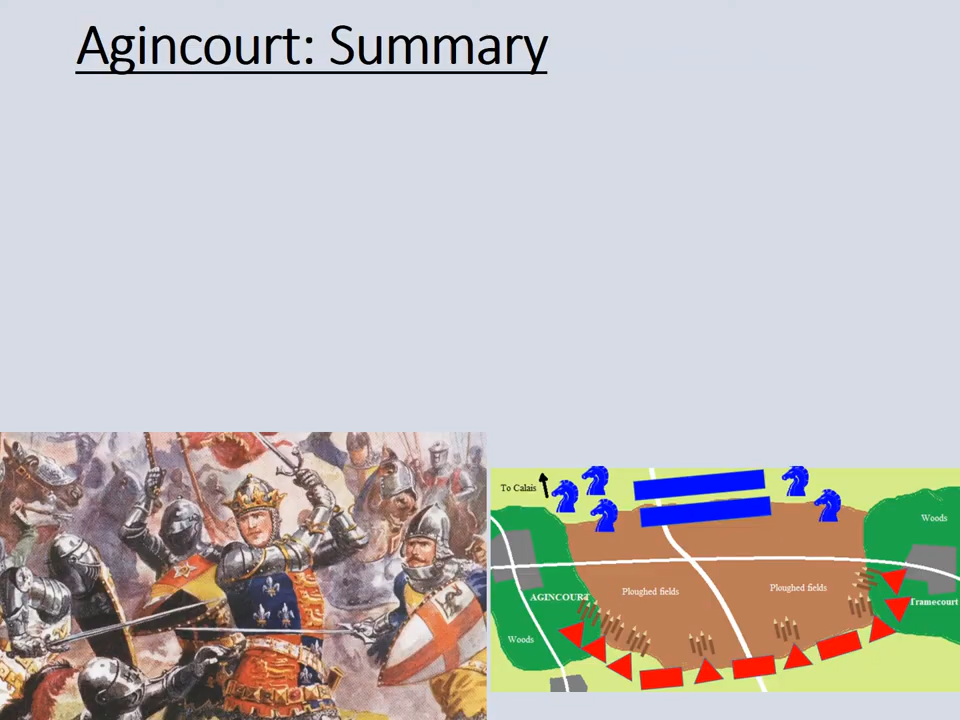 Agincourt: Summary
To Calais
Woods
AGINCOURT
Ploughed fields
Ploughed fields
Tramecourt
Woods